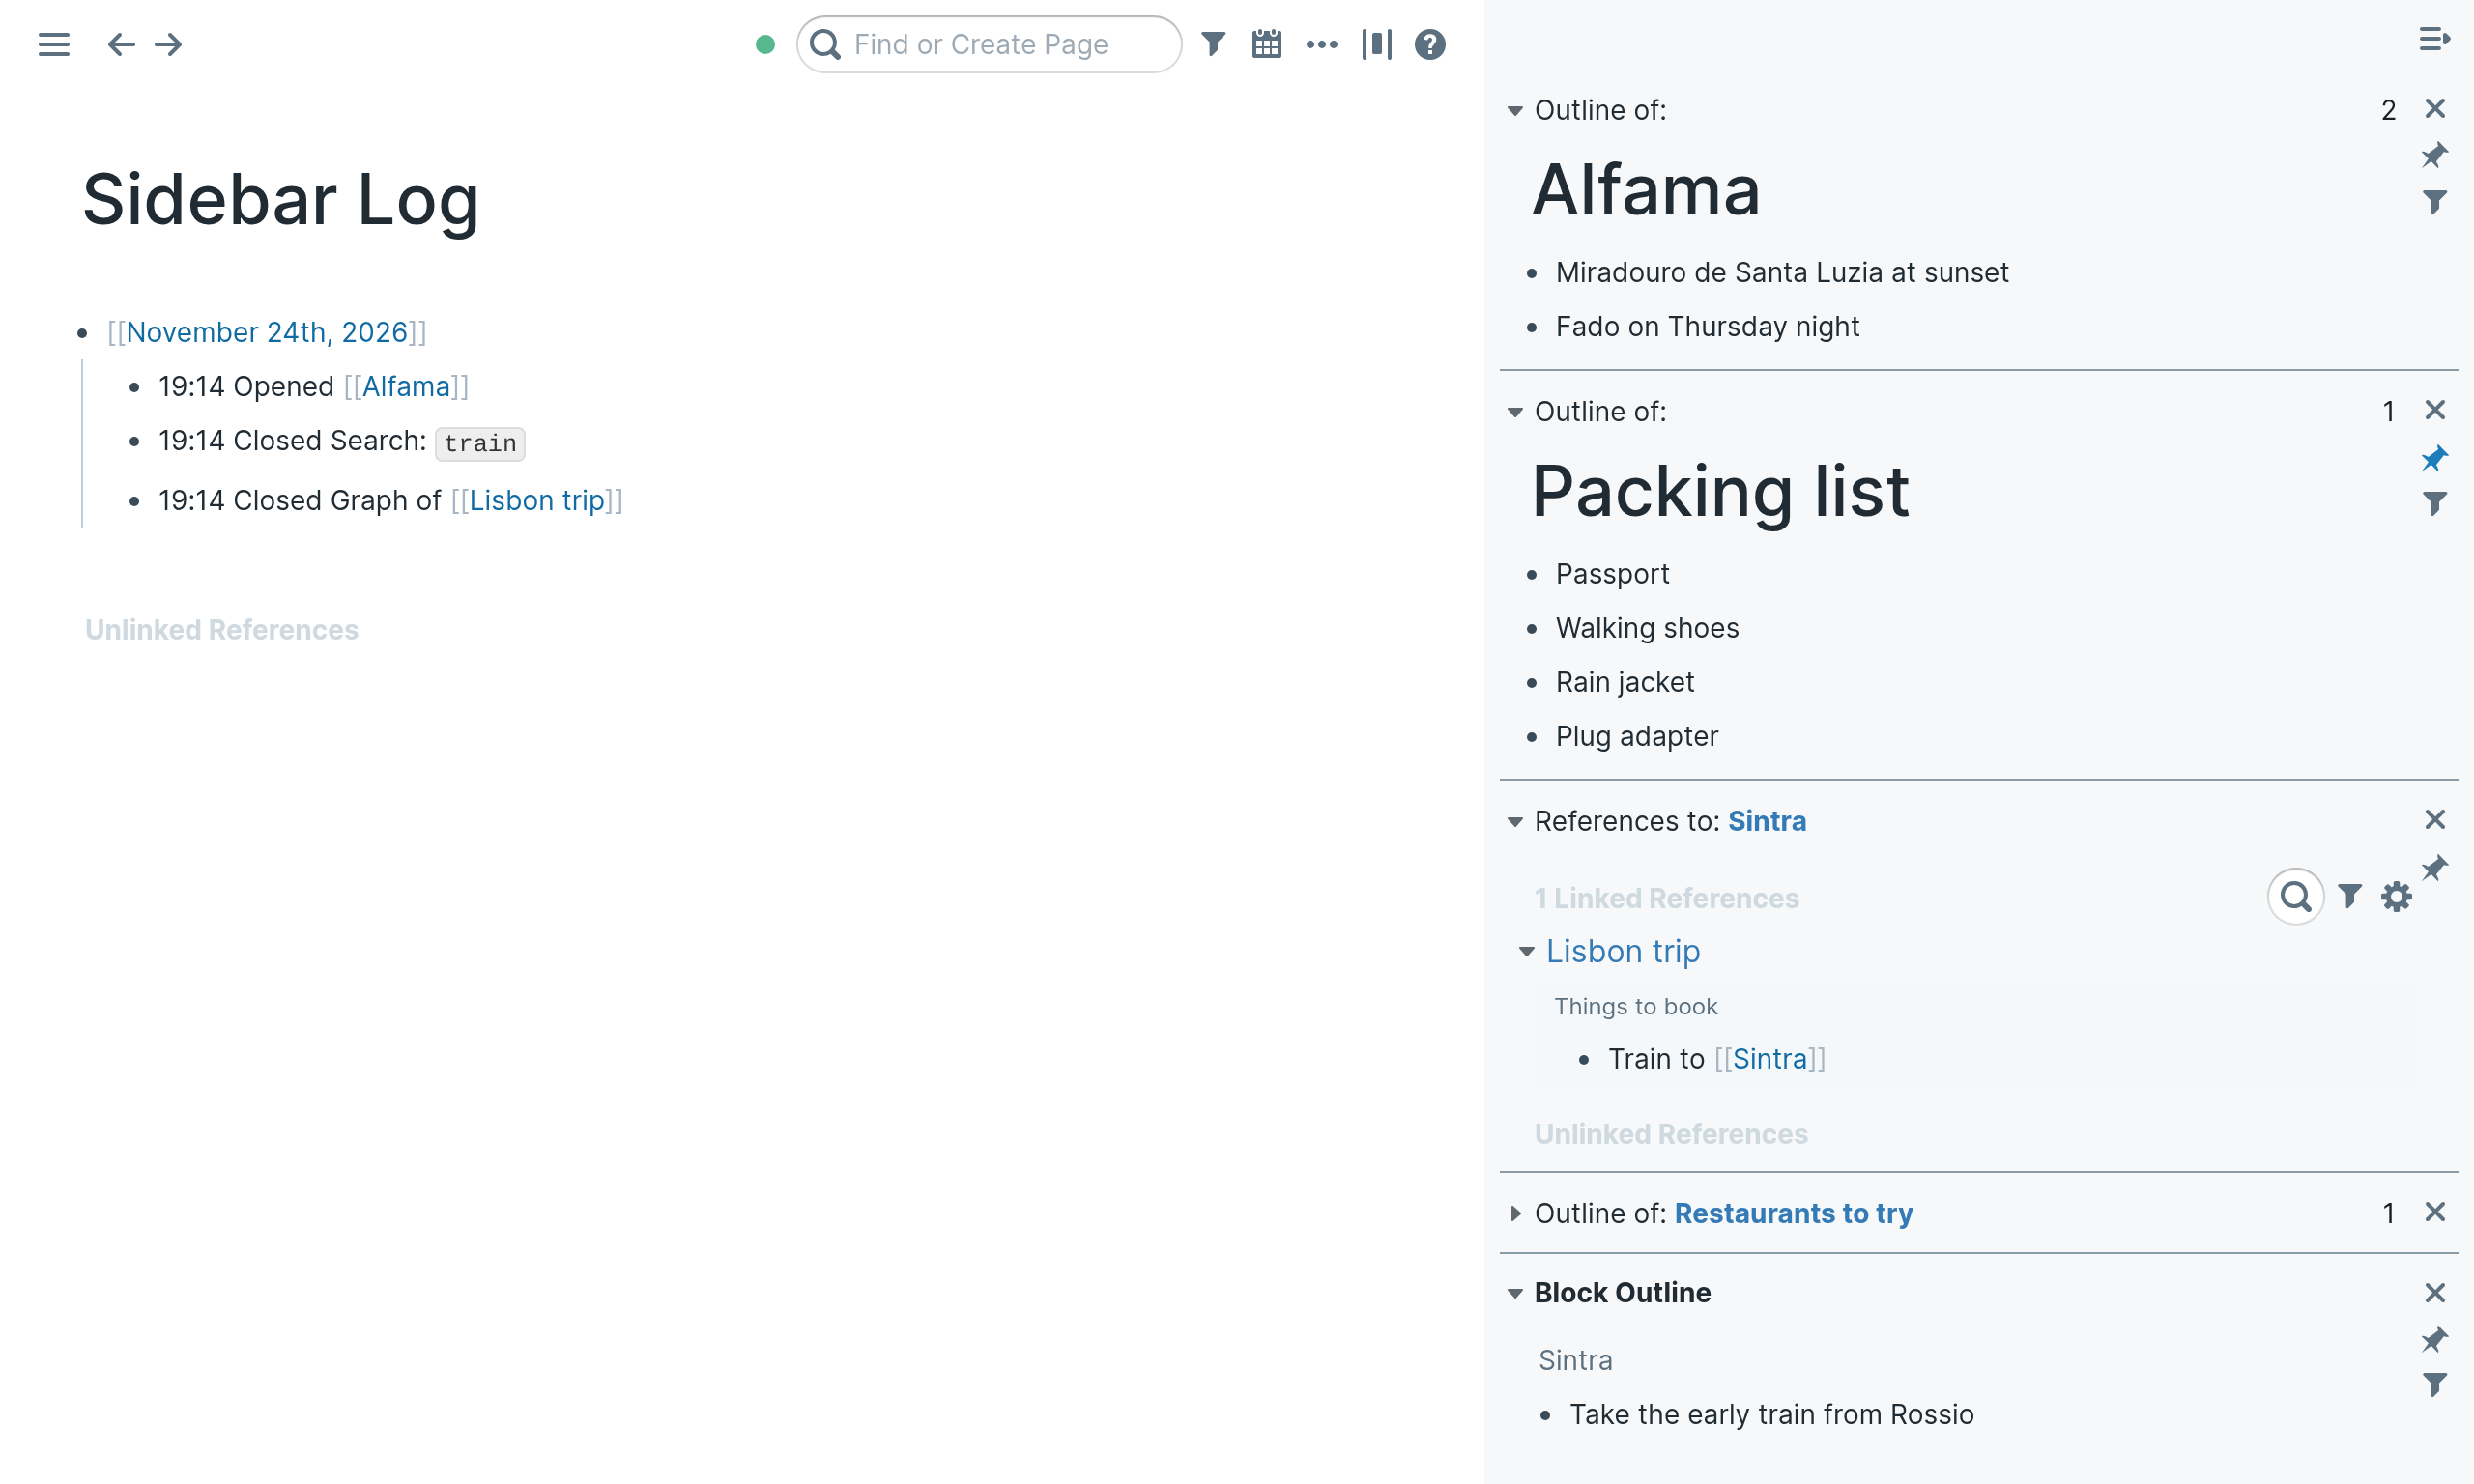 Find or Create Page
Sidebar Log
[[November 24th, 2026]]
19:14 Opened [[Alfama]]
19:14 Closed Search: train
19:14 Closed Graph of [[Lisbon trip]]
Unlinked References
Outline of: 2
Alfama
Miradouro de Santa Luzia at sunset
Fado on Thursday night
Outline of: 1
Packing list
Passport
Walking shoes
Rain jacket
Plug adapter
References to: Sintra
1 Linked References
Lisbon trip
Things to book
Train to [[Sintra]]
Unlinked References
Outline of: Restaurants to try 1
Block Outline
Sintra
Take the early train from Rossio